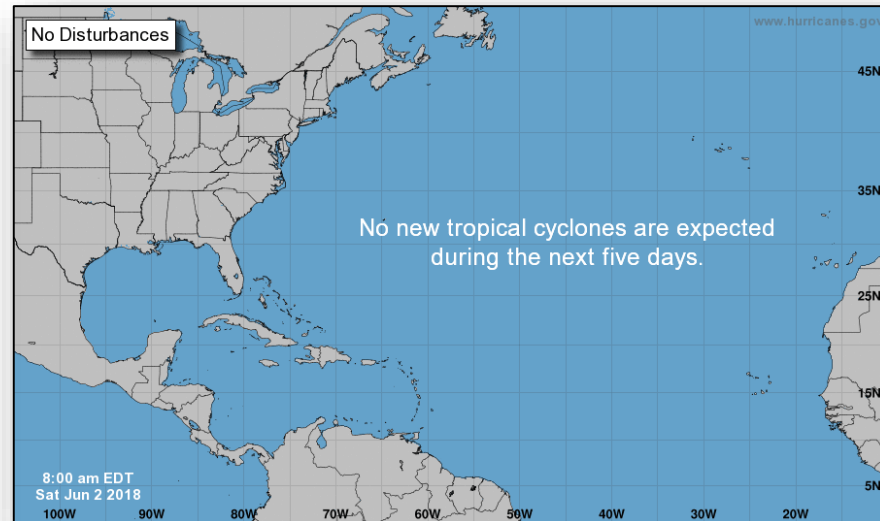 No Disturbances
www.hurricanes.gov
45N
35N
No new tropical cyclones are expected
during the next five days.
25N
15N
8:00 am EDT
Sat Jun 2 2018
5N
100W 90W 80W 70W 60W 50W 40W 30W 20W